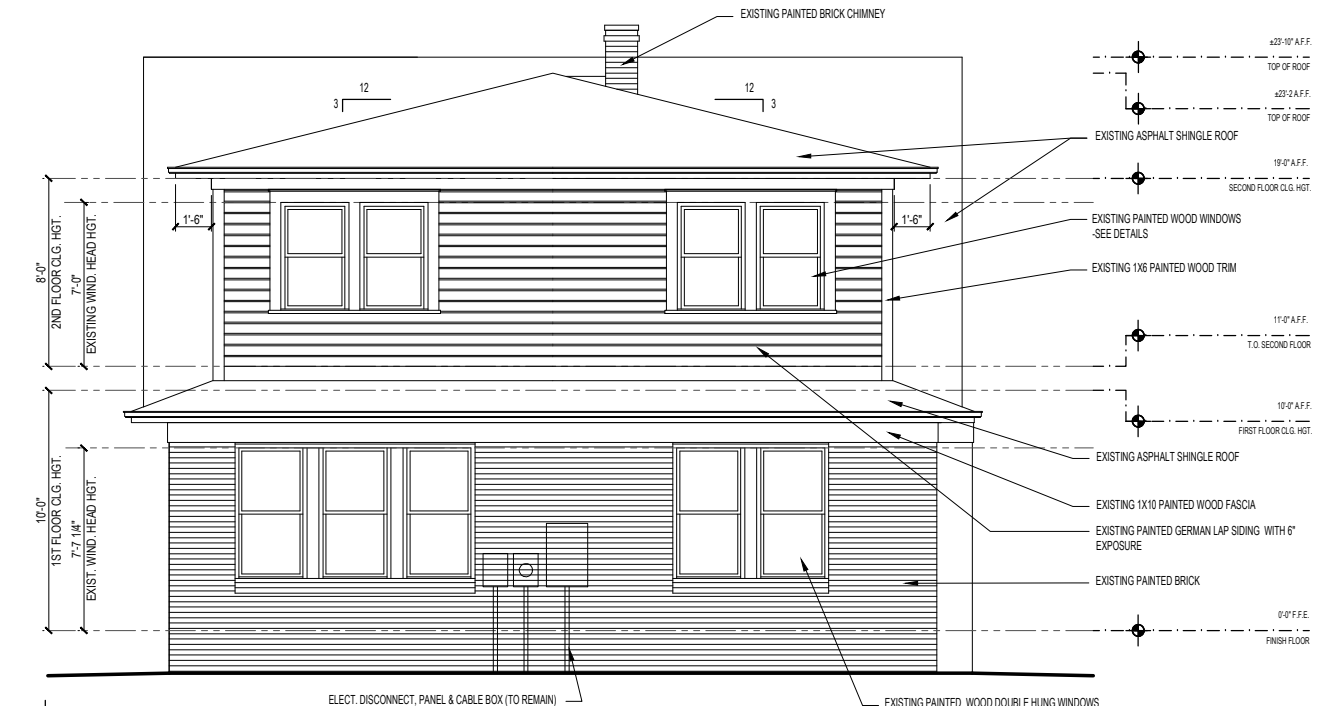 EXISTING PAINTED BRICK CHIMNEY
±23'-10" A.F.F.
TOP OF ROOF
12
3
12
3
±23'-2 A.F.F.
TOP OF ROOF
EXISTING ASPHALT SHINGLE ROOF
19'-0" A.F.F.
SECOND FLOOR CLG. HGT.
1'-6"
1'-6"
EXISTING PAINTED WOOD WINDOWS
-SEE DETAILS
EXISTING 1X6 PAINTED WOOD TRIM
8'-0"
2ND FLOOR CLG. HGT.
7'-0"
EXISTING WIND. HEAD HGT.
11'-0" A.F.F.
T.O. SECOND FLOOR
10'-0" A.F.F.
FIRST FLOOR CLG. HGT.
EXISTING ASPHALT SHINGLE ROOF
EXISTING 1X10 PAINTED WOOD FASCIA
EXISTING PAINTED GERMAN LAP SIDING WITH 6"
EXPOSURE
10'-0"
1ST FLOOR CLG. HGT.
7'-7 1/4"
EXIST. WIND. HEAD HGT.
EXISTING PAINTED BRICK
0'-0" F.F.E.
FINISH FLOOR
ELECT. DISCONNECT, PANEL & CABLE BOX (TO REMAIN)
EXISTING PAINTED WOOD DOUBLE HUNG WINDOWS